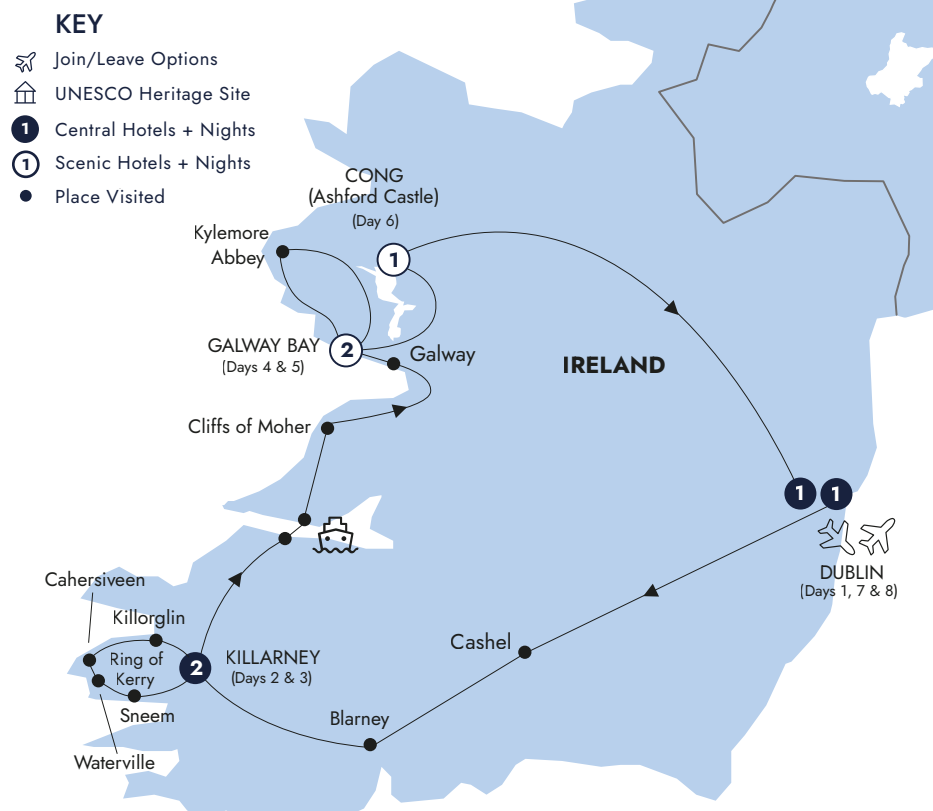 KEY
Join/Leave Options
UNESCO Heritage Site
1 Central Hotels + Nights
1 Scenic Hotels + Nights
Place Visited
CONG
(Ashford Castle)
(Day 6)
1
Kylemore
Abbey
GALWAY BAY
(Days 4 & 5)
2
Galway
IRELAND
Cliffs of Moher
1 1
DUBLIN
(Days 1, 7 & 8)
Cahersiveen
Killorglin
Ring of
Kerry
2
KILLARNEY
(Days 2 & 3)
Cashel
Sneem
Blarney
Waterville